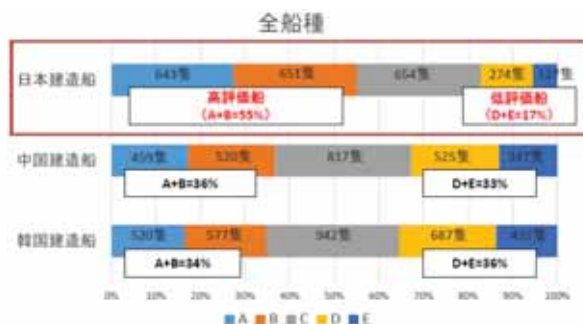 全船種
日本建造船
643隻
651隻
654隻
274隻
高評価船
(A+B=55%)
低評価船
(D+E=17%)
中国建造船
459隻
520隻
817隻
525隻
A+B=36%
D+E=33%
韓国建造船
520隻
577隻
942隻
687隻
A+B=34%
D+E=36%
0% 10% 20% 30% 40% 50% 60% 70% 80% 90% 100%
A B C D E